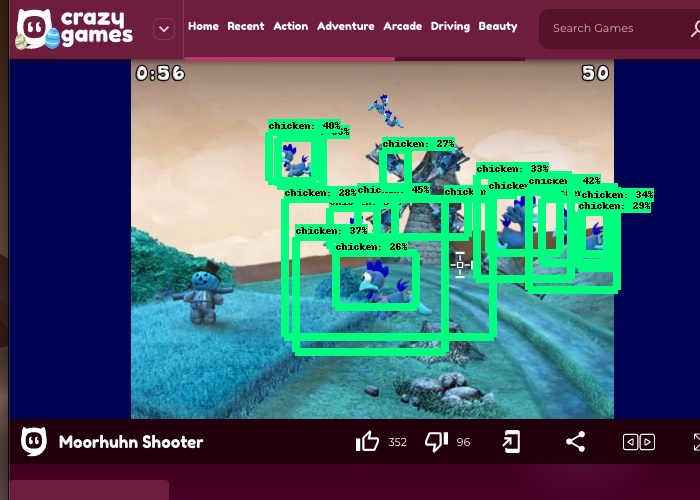 crazy
games
Home Recent Action Adventure Arcade Driving Beauty
Search Games
0:56
50
chicken: 40%
chicken: 27%
chicken: 33%
chicken 42%
chicken: 28%
chicken: 45%
chicken
chicken
chicken: 34%
chicken: 29%
chicken: 37%
chicken: 26%
Moorhuhn Shooter
352
96